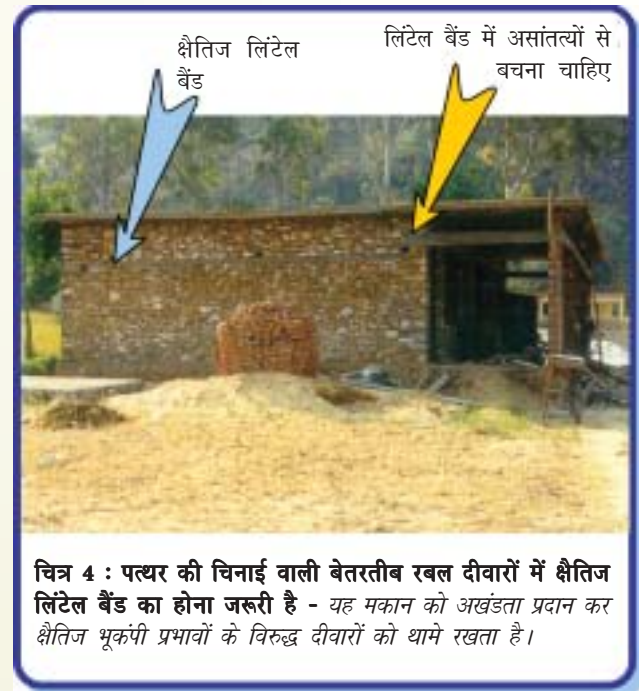 क्षैतिज लिंटेल
बैंड
लिंटेल बैंड में असांतत्यों से
बचना चाहिए
चित्र 4 : पत्थर की चिनाई वाली बेतरतीब रबल दीवारों में क्षैतिज
लिंटेल बैंड का होना जरूरी है - यह मकान को अखंडता प्रदान कर
क्षैतिज भूकंपी प्रभावों के विरुद्ध दीवारों को थामे रखता है।